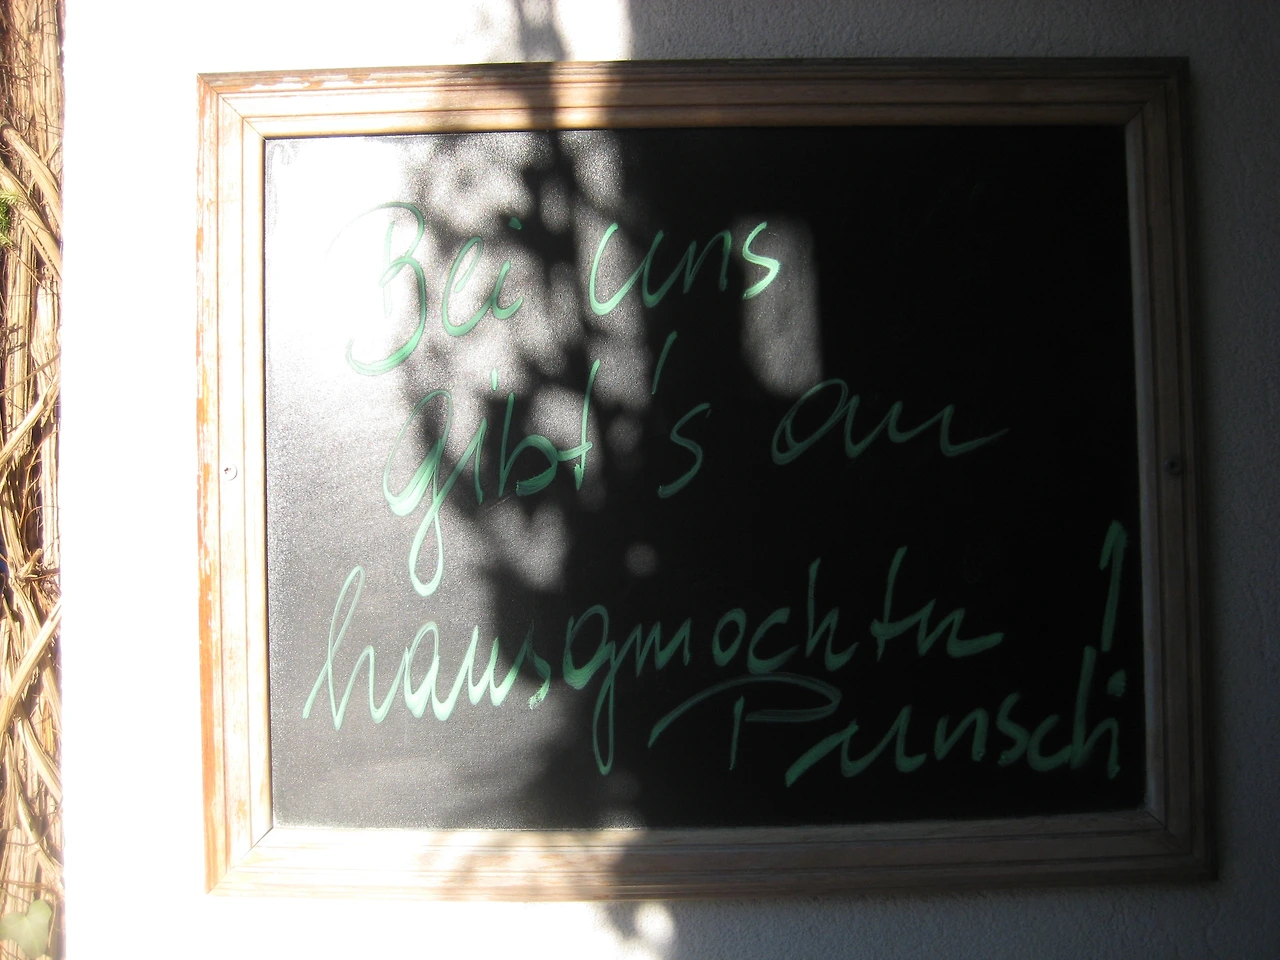 Bei uns
gibt's an
hausgmochtn
Punsch!